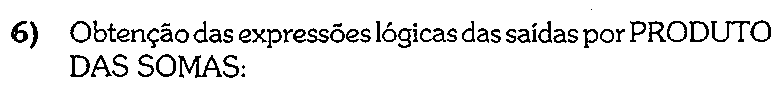 6) Obtenção das expressões lógicas das saídas por PRODUTO
DAS SOMAS: